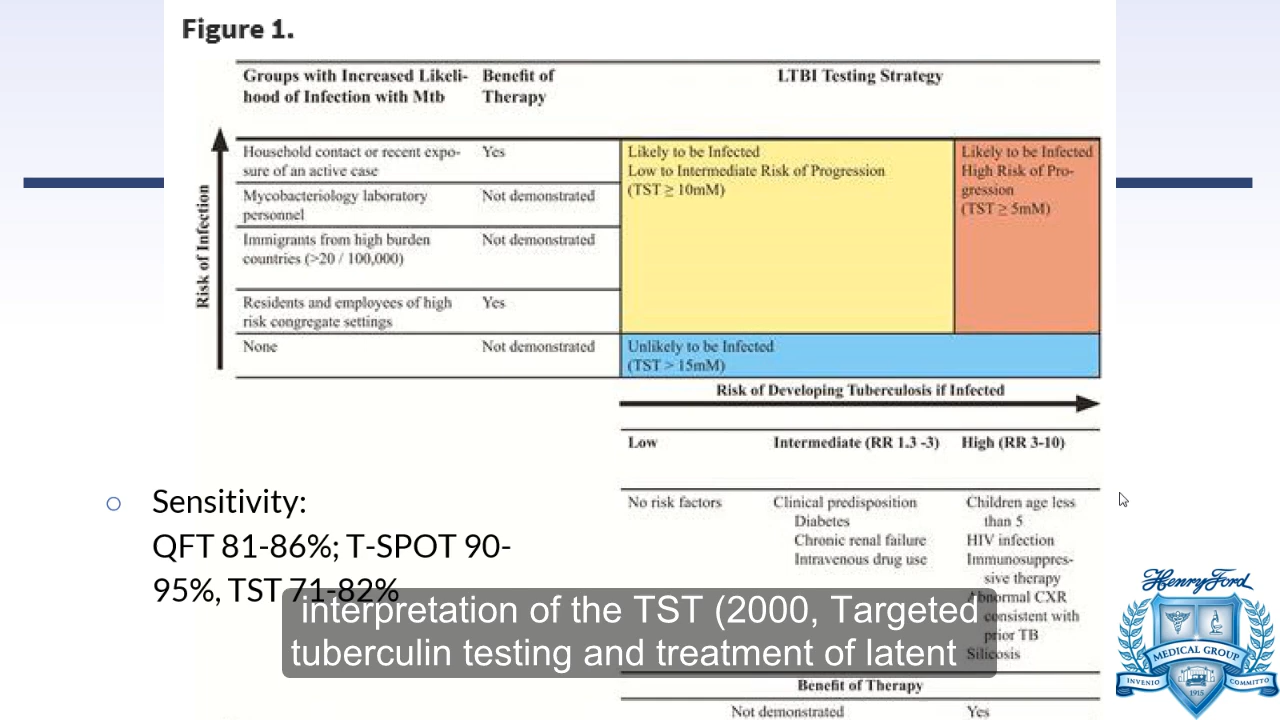 Figure 1.
Groups with Increased Likeli-
hood of Infection with Mtb
Benefit of
Therapy
LTBI Testing Strategy
Risk of Infection
Household contact or recent expo-
sure of an active case
Yes
Mycobacteriology laboratory
personnel
Not demonstrated
Immigrants from high burden
countries (>20 / 100,000)
Not demonstrated
Residents and employees of high
risk congregate settings
Yes
None
Not demonstrated
Likely to be Infected
Low to Intermediate Risk of Progression
(TST ≥ 10mM)
Likely to be Infected
High Risk of Pro-
gression
(TST ≥ 5mM)
Unlikely to be Infected
(TST > 15mM)
Risk of Developing Tuberculosis if Infected
Low
Intermediate (RR 1.3 -3)
High (RR 3-10)
No risk factors
Clinical predisposition
Diabetes
Chronic renal failure
Intravenous drug use
Children age less
than 5
HIV infection
Immunosuppres-
sive therapy
Abnormal CXR
consistent with
prior TB
Silicosis
Benefit of Therapy
Not demonstrated
Yes
○ Sensitivity:
QFT 81-86%; T-SPOT 90-
95%, TST 71-82%
interpretation of the TST (2000, Targeted
tuberculin testing and treatment of latent
Henry Ford
MEDICAL GROUP
INVENIO
1915
COMMITTO